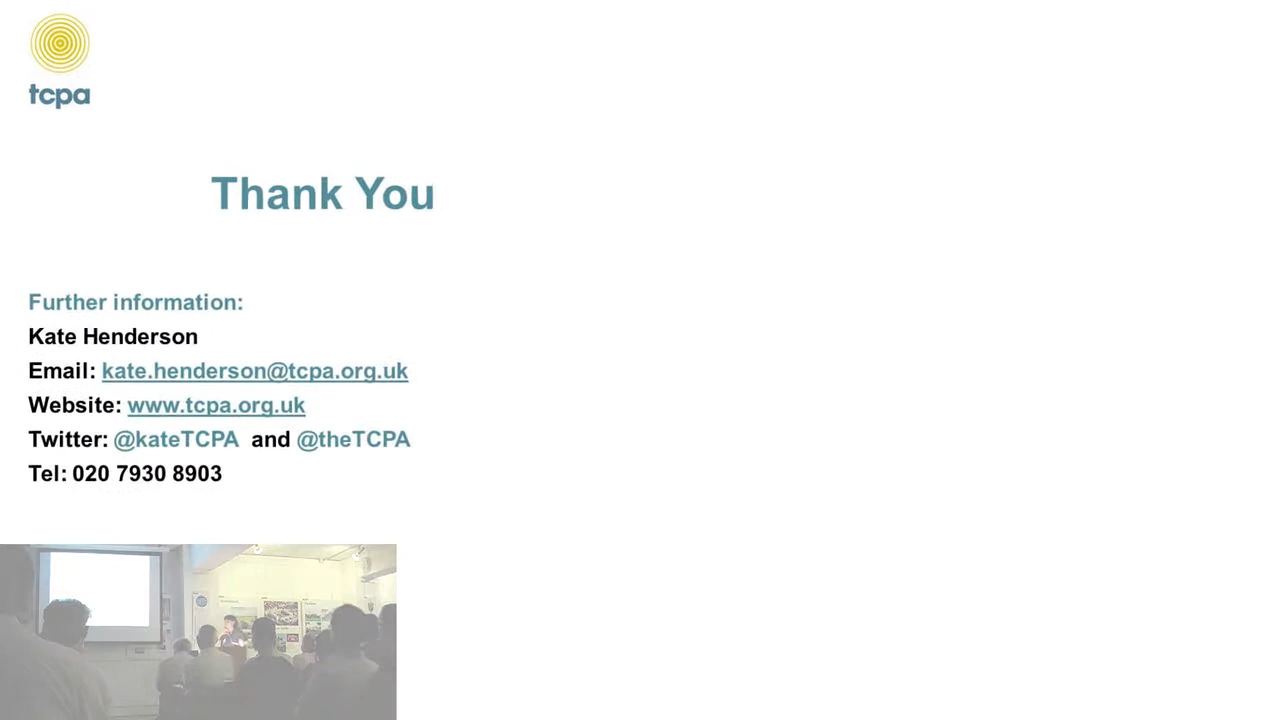 tcpa
Thank You
Further information:
Kate Henderson
Email: kate.henderson@tcpa.org.uk
Website: www.tcpa.org.uk
Twitter: @kateTCPA and @theTCPA
Tel: 020 7930 8903